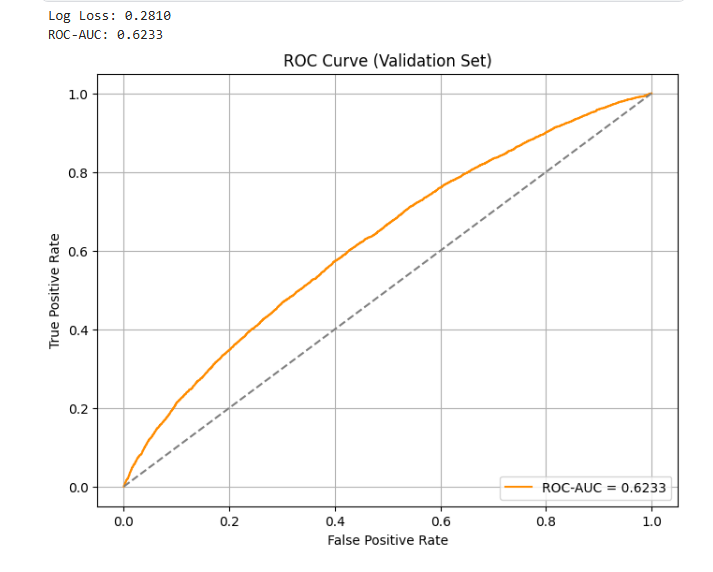 Log Loss: 0.2810
ROC-AUC: 0.6233
ROC Curve (Validation Set)
1.0
0.8
0.6
0.4
0.2
0.0
True Positive Rate
ROC-AUC = 0.6233
0.0 0.2 0.4 0.6 0.8 1.0
False Positive Rate